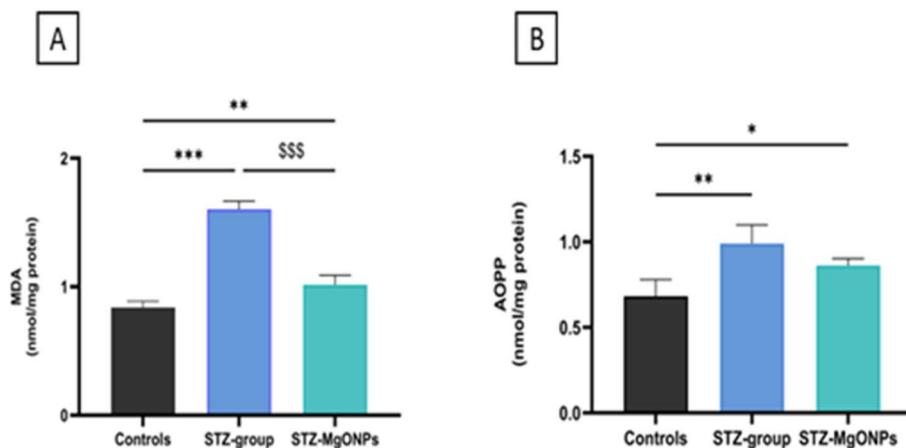 A
**
***
$$$
2
1
0
MDA
(nmol/mg protein)
Controls
STZ-group
STZ-MgONPs
B
*
**
1.5
1.0
0.5
0.0
AOPP
(nmol/mg protein)
Controls
STZ-group
STZ-MgONPs